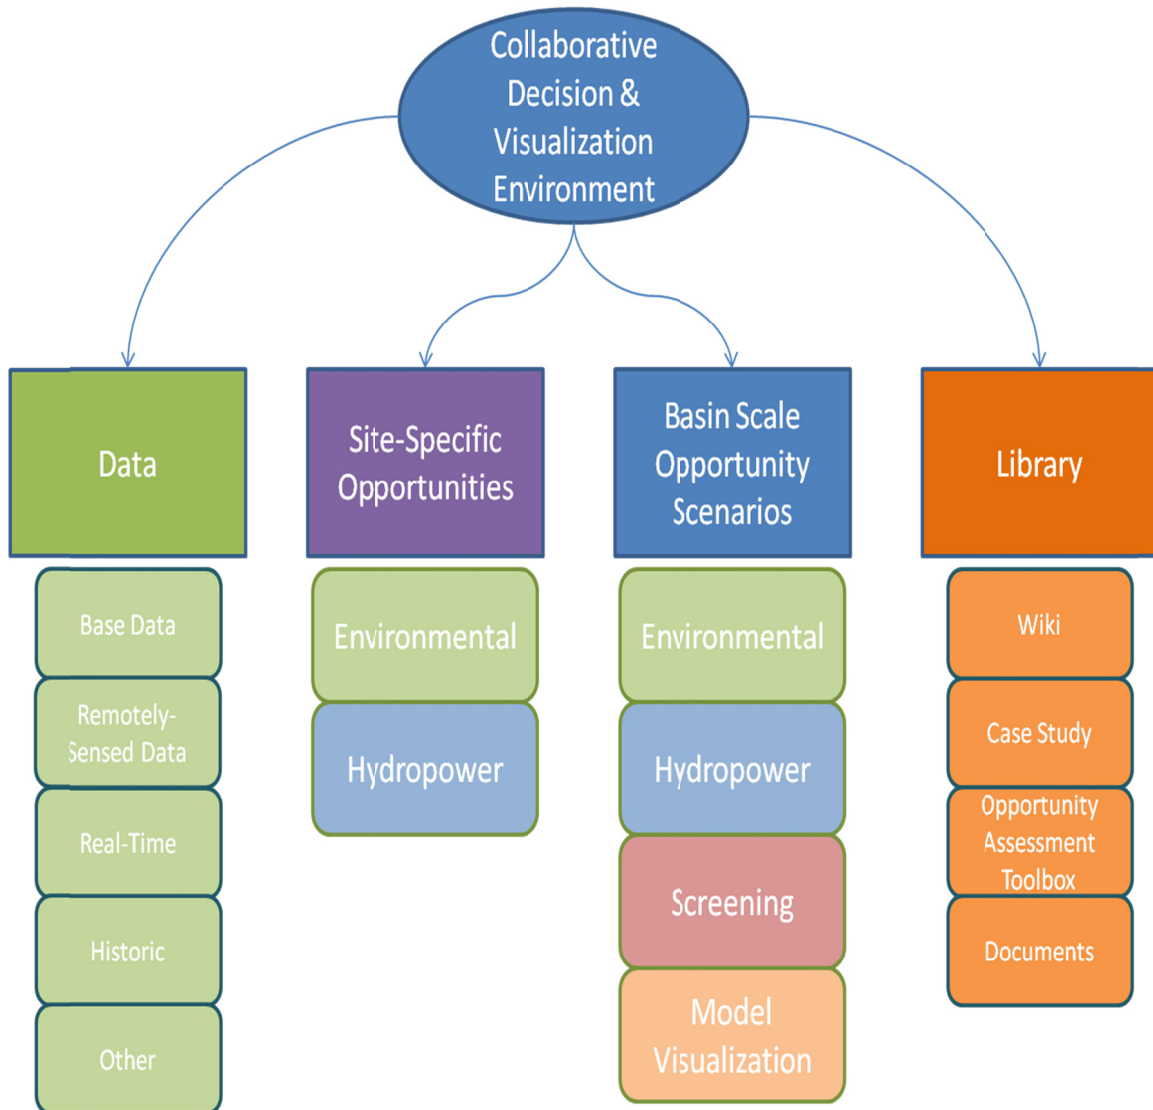 Collaborative
Decision &
Visualization
Environment
Data
Site-Specific
Opportunities
Basin Scale
Opportunity
Scenarios
Library
Base Data
Remotely-
Sensed Data
Real-Time
Historic
Other
Environmental
Hydropower
Environmental
Hydropower
Screening
Model
Visualization
Wiki
Case Study
Opportunity
Assessment
Toolbox
Documents